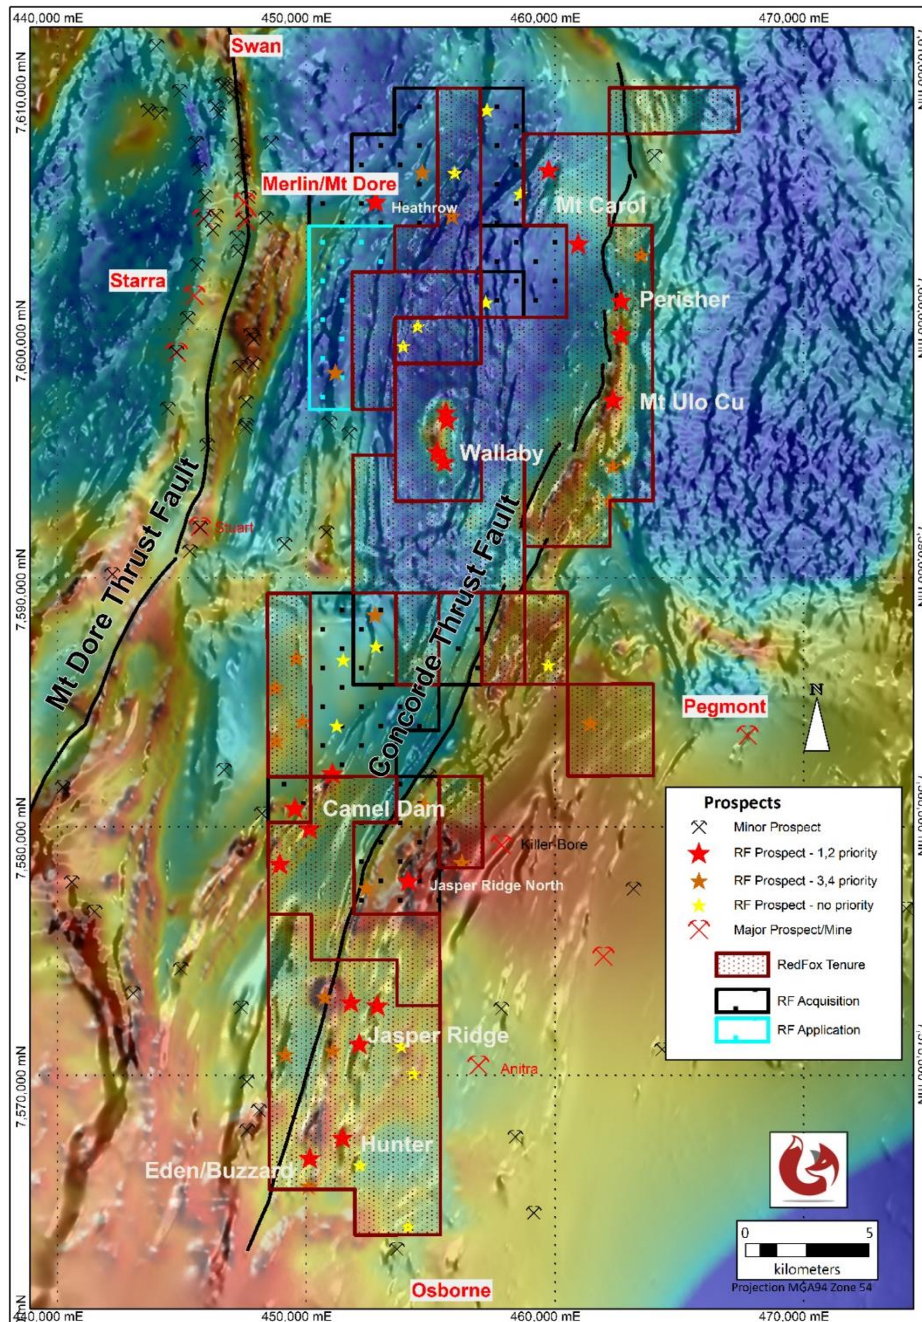 440,000 mE
450,000 mE
460,000 mE
470,000 mE
Swan
7,610,000 mN
Merlin/Mt Dore
Heathrow
Mt Carol
Starra
Perisher
7,600,000 mN
Mt Ulo Cu
Wallaby
Mt Dore Thrust Fault
Stuart
Concorde Thrust Fault
7,590,000 mN
Pegmont
N
Camel Dam
7,580,000 mN
Killer Bore
Jasper Ridge North
Prospects
Minor Prospect
RF Prospect - 1,2 priority
RF Prospect - 3,4 priority
RF Prospect - no priority
Major Prospect/Mine
RedFox Tenure
RF Acquisition
RF Application
Jasper Ridge
7,570,000 mN
Anitra
Hunter
Eden/Buzzard
0 5
kilometers
Projection MGA94 Zone 54
Osborne
440,000 mE
450,000 mE
460,000 mE
470,000 mE